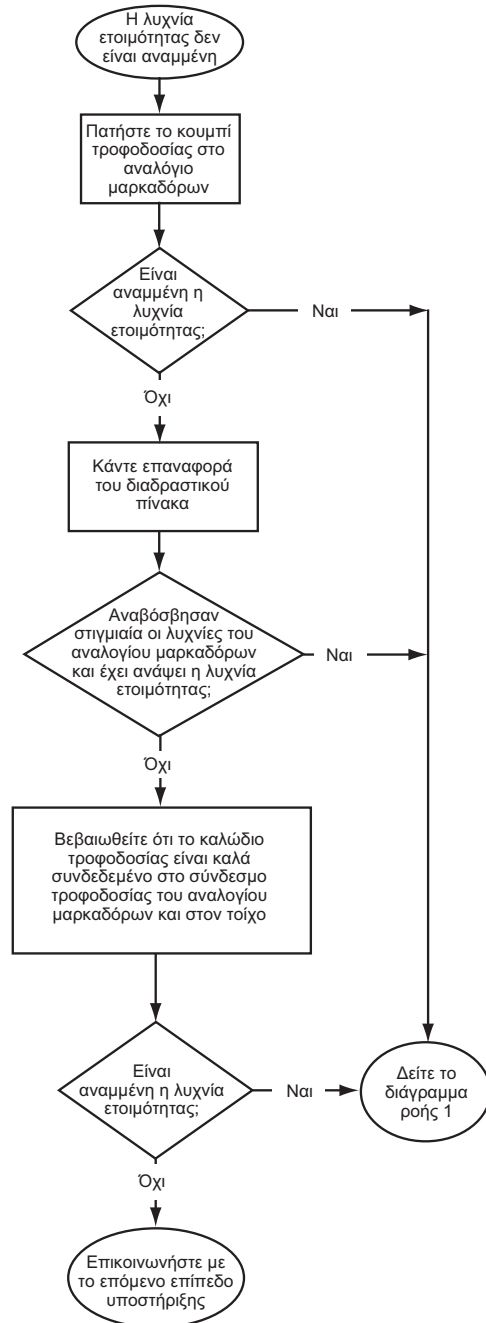 Η λυχνία
ετοιμότητας δεν
είναι αναμμένη
Πατήστε το κουμπί
τροφοδοσίας στο
αναλόγιο
μαρκαδόρων
Είναι
αναμμένη η
λυχνία
ετοιμότητας;
Ναι
Όχι
Κάντε επαναφορά
του διαδραστικού
πίνακα
Αναβόσβησαν
στιγμιαία οι λυχνίες του
αναλογίου μαρκαδόρων
και έχει ανάψει η λυχνία
ετοιμότητας;
Ναι
Όχι
Βεβαιωθείτε ότι το καλώδιο
τροφοδοσίας είναι καλά
συνδεδεμένο στο σύνδεσμο
τροφοδοσίας του αναλογίου
μαρκαδόρων και στον τοίχο
Είναι
αναμμένη η λυχνία
ετοιμότητας;
Ναι
Δείτε το
διάγραμμα
ροής 1
Όχι
Επικοινωνήστε με
το επόμενο επίπεδο
υποστήριξης